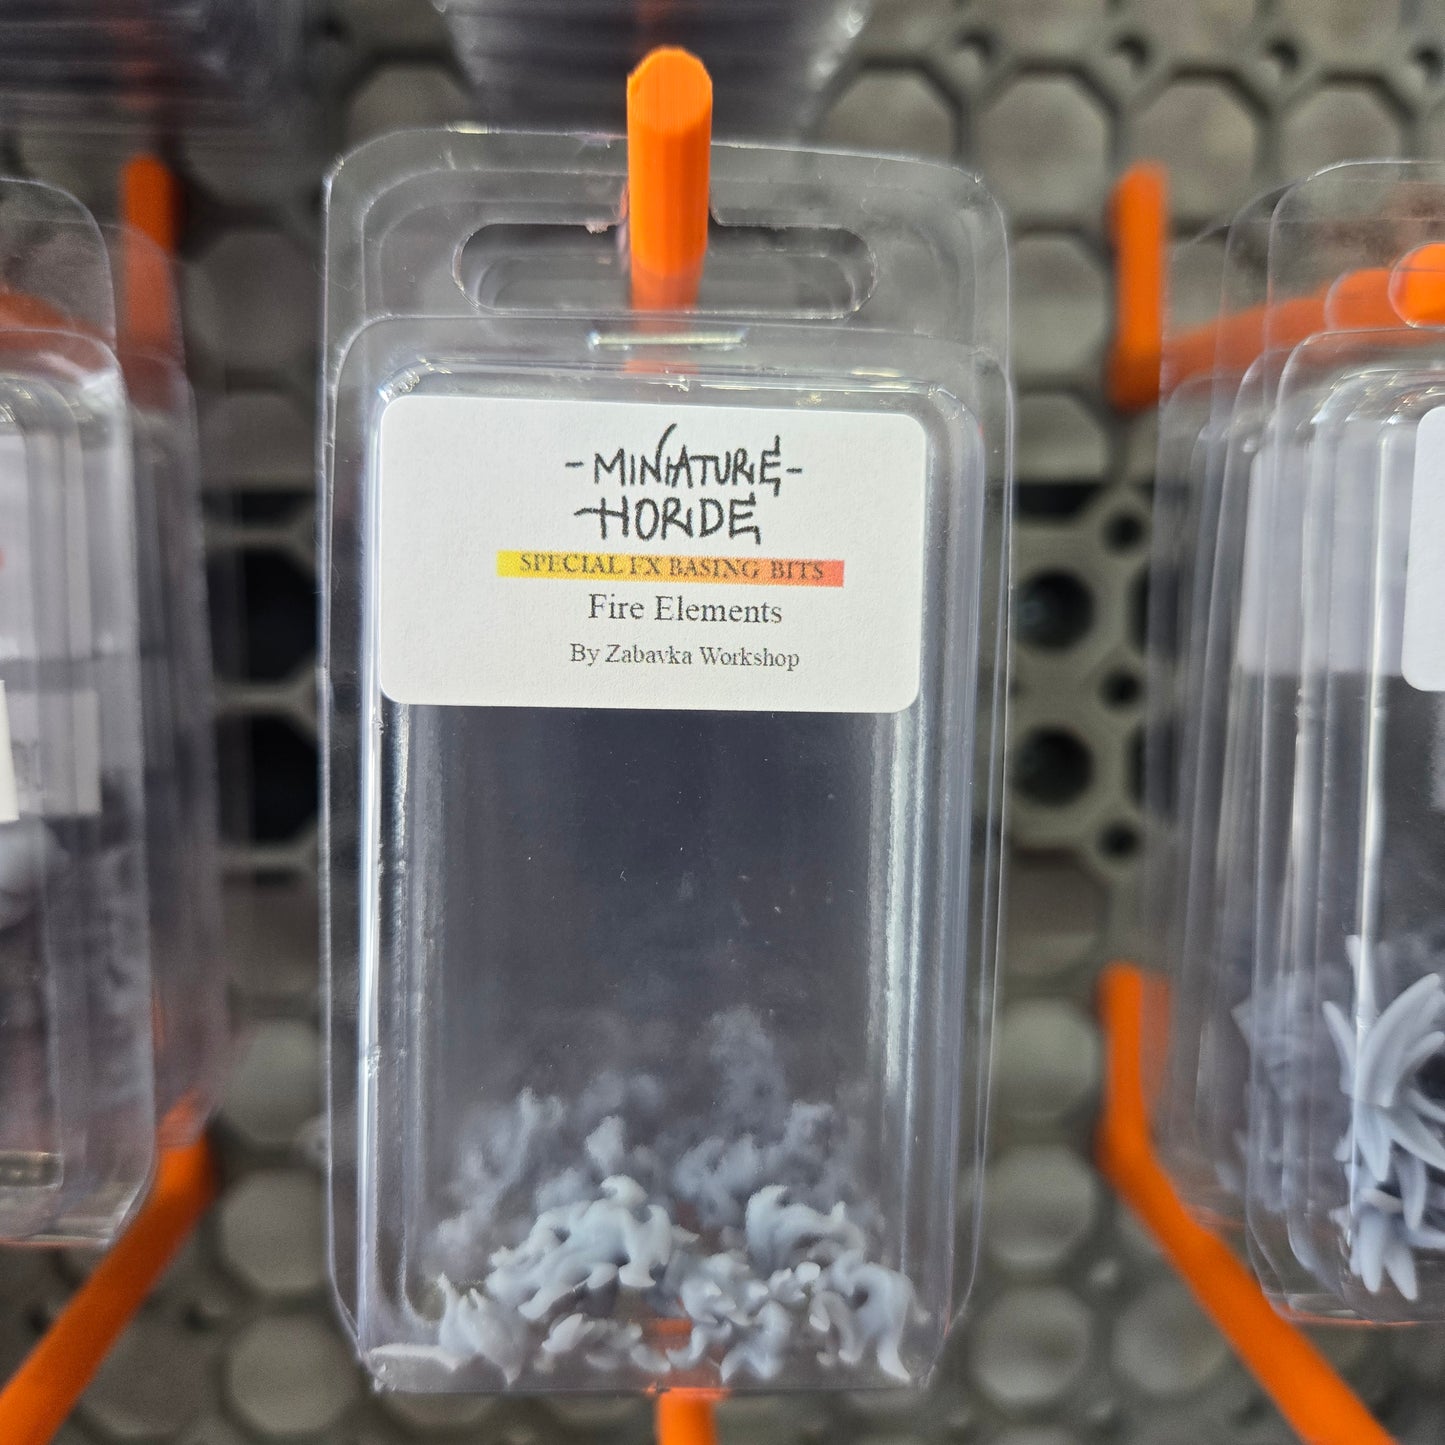 -MINIATURE-
HORDE
SPECIAL FX BASING BITS
Fire Elements
By Zabavka Workshop